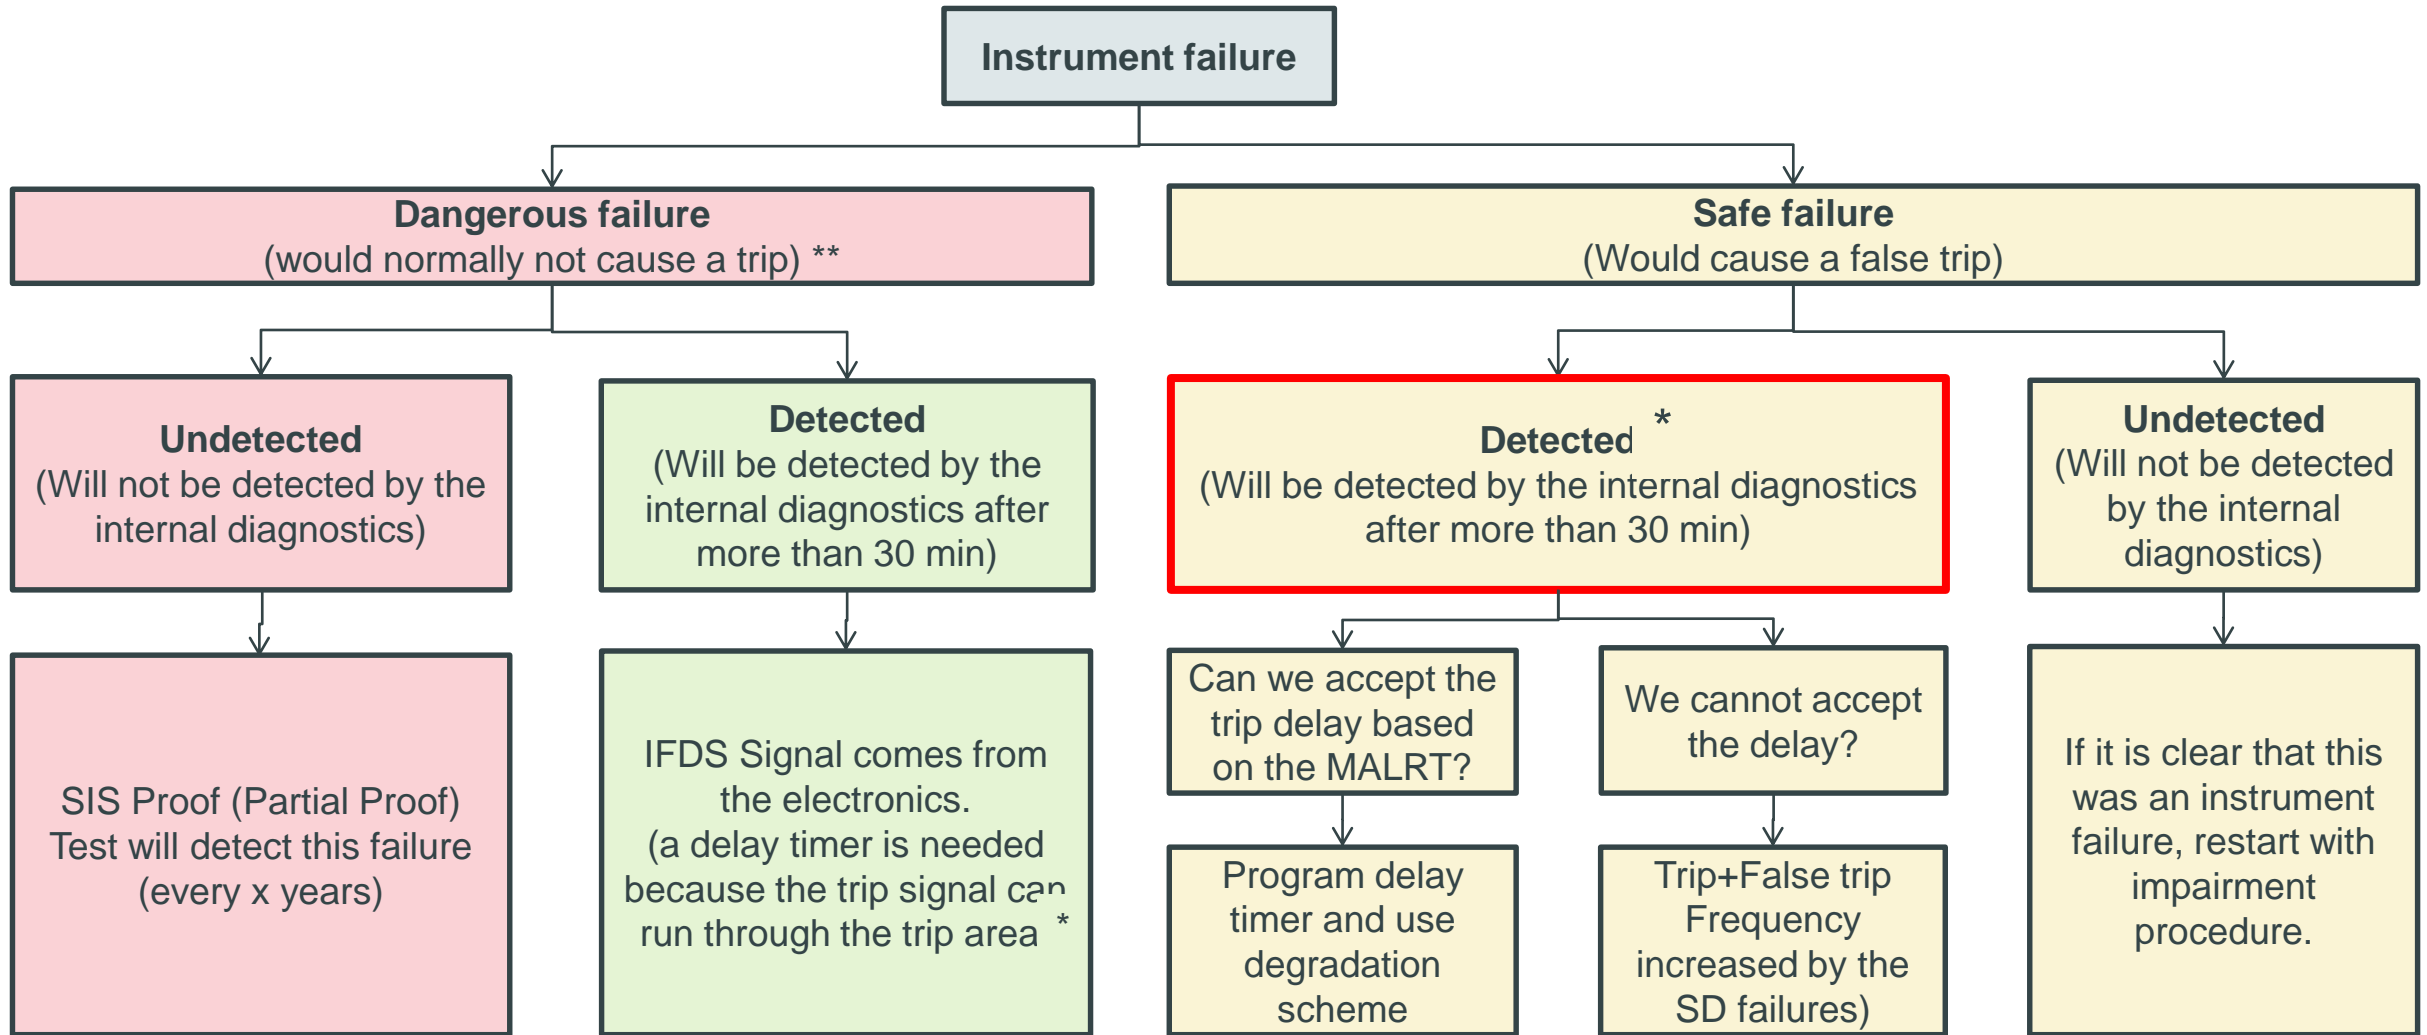 Instrument failure
Dangerous failure
(would normally not cause a trip) **
Safe failure
(Would cause a false trip)
Undetected
(Will not be detected by the
internal diagnostics)
Detected
(Will be detected by the
internal diagnostics after
more than 30 min)
Detected *
(Will be detected by the internal diagnostics
after more than 30 min)
Undetected
(Will not be detected
by the internal
diagnostics)
SIS Proof (Partial Proof)
Test will detect this failure
(every x years)
IFDS Signal comes from
the electronics.
(a delay timer is needed
because the trip signal can
run through the trip area *
Can we accept the
trip delay based
on the MALRT?
We cannot accept
the delay?
Program delay
timer and use
degradation
scheme
Trip+False trip
Frequency
increased by the
SD failures)
If it is clear that this
was an instrument
failure, restart with
impairment
procedure.